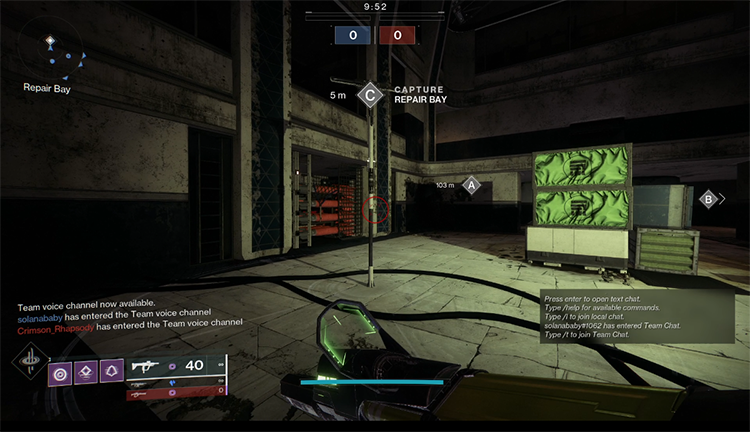 9:52
0 0
5 m C CAPTURE
REPAIR BAY
Repair Bay
103 m A
B
Team voice channel now available.
solanababy has entered the Team voice channel
Crimson_Rhapsody has entered the Team voice channel
Press enter to open text chat.
Type /help for available commands.
Type /l to join local chat.
solanababy#1062 has entered Team Chat.
Type /t to join Team Chat.
40
0